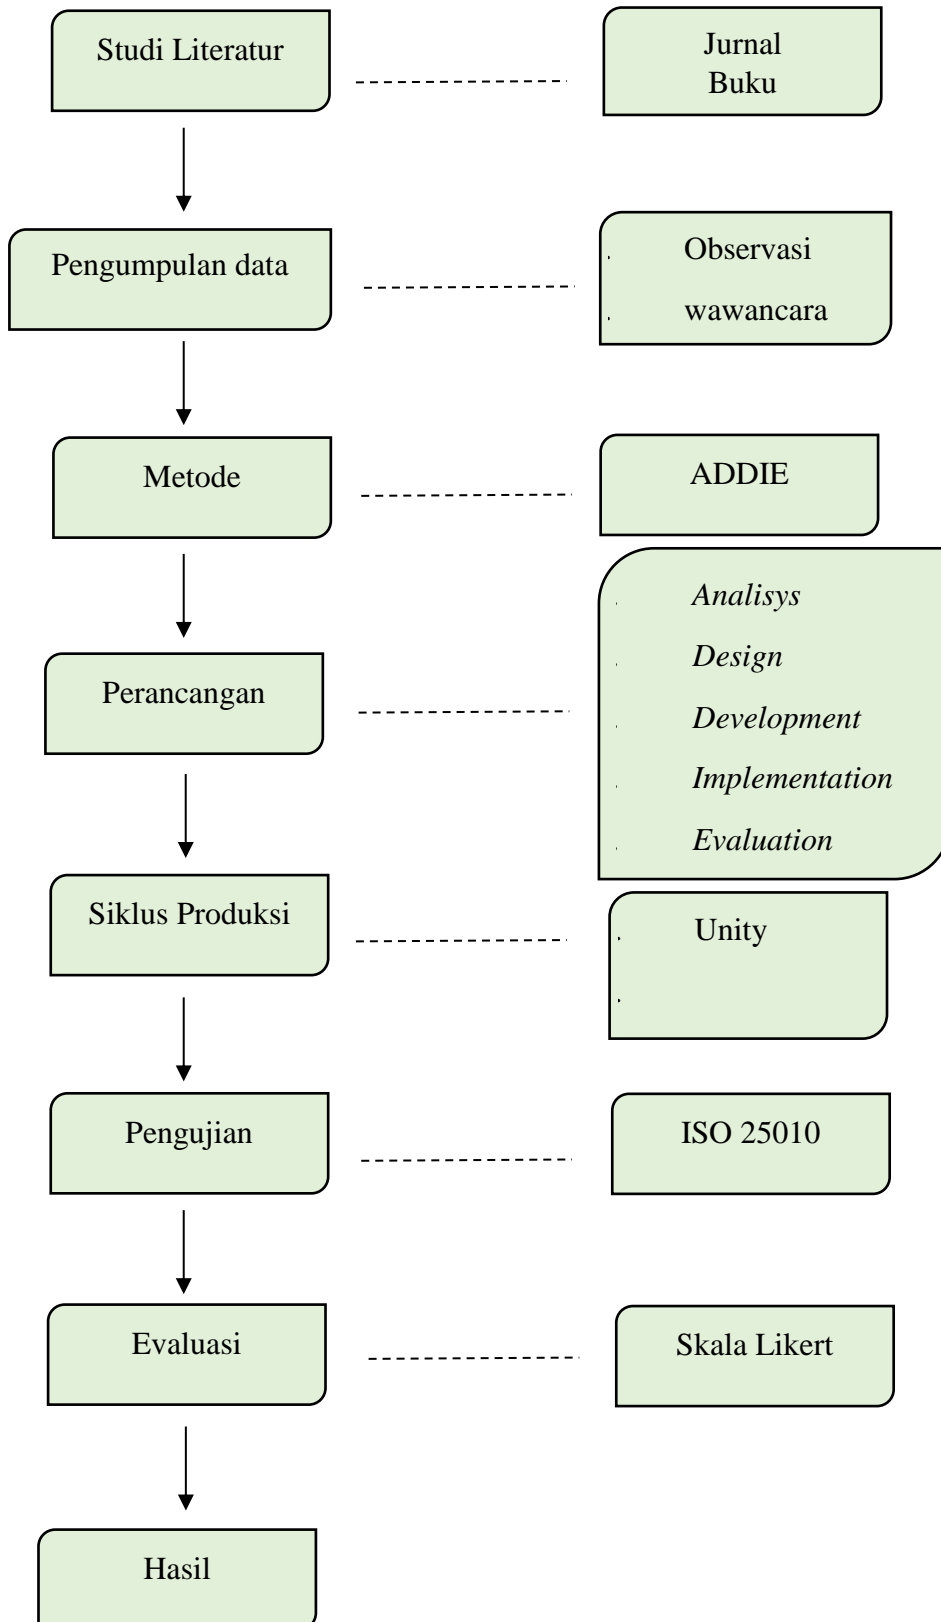 Studi Literatur
Jurnal
Buku
Pengumpulan data
. Observasi
. wawancara
Metode
ADDIE
Perancangan
. Analisys
. Design
. Development
. Implementation
. Evaluation
Siklus Produksi
. Unity
.
Pengujian
ISO 25010
Evaluasi
Skala Likert
Hasil